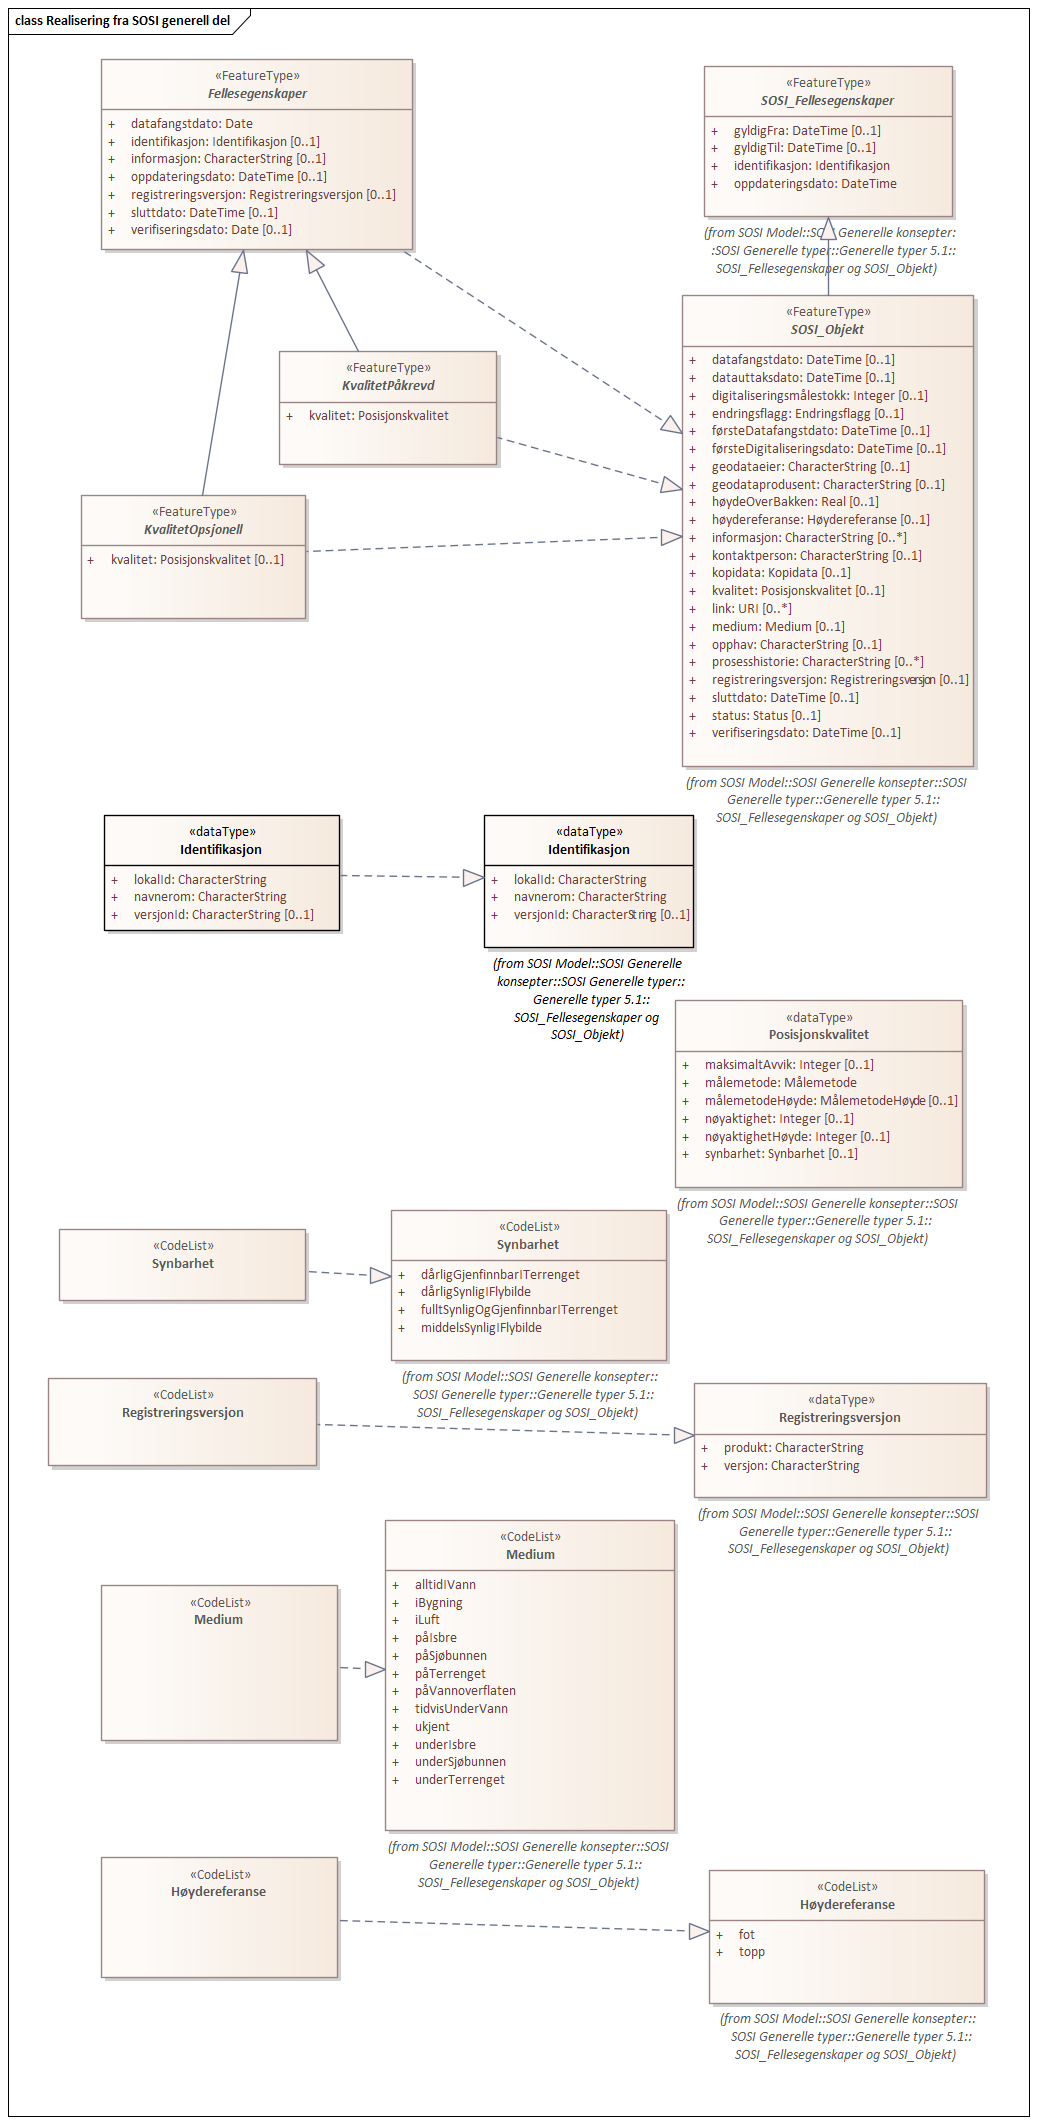 class Realisering fra SOSI generell del
«FeatureType»
Fellesegenskaper
+ datafangstdato: Date
+ identifikasjon: Identifikasjon [0..1]
+ informasjon: CharacterString [0..1]
+ oppdateringsdato: DateTime [0..1]
+ registreringsversjon: Registreringsversjon [0..1]
+ sluttdato: DateTime [0..1]
+ verifiseringsdato: Date [0..1]
«FeatureType»
SOSI_Fellesegenskaper
+ gyldigFra: DateTime [0..1]
+ gyldigTil: DateTime [0..1]
+ identifikasjon: Identifikasjon
+ oppdateringsdato: DateTime
(from SOSI Model::SOSI Generelle konsepter:
:SOSI Generelle typer::Generelle typer 5.1::
SOSI_Fellesegenskaper og SOSI_Objekt)
«FeatureType»
KvalitetPåkrevd
+ kvalitet: Posisjonskvalitet
«FeatureType»
KvalitetOpsjonell
+ kvalitet: Posisjonskvalitet [0..1]
«FeatureType»
SOSI_Objekt
+ datafangstdato: DateTime [0..1]
+ datauttaksdato: DateTime [0..1]
+ digitaliseringsmålestokk: Integer [0..1]
+ endringsflagg: Endringsflagg [0..1]
+ førsteDatafangstdato: DateTime [0..1]
+ førsteDigitaliseringsdato: DateTime [0..1]
+ geodataeier: CharacterString [0..1]
+ geodataprodusent: CharacterString [0..1]
+ høydeOverBakken: Real [0..1]
+ høydereferanse: Høydereferanse [0..1]
+ informasjon: CharacterString [0..*]
+ kontaktperson: CharacterString [0..1]
+ kopidata: Kopidata [0..1]
+ kvalitet: Posisjonskvalitet [0..1]
+ link: URI [0..*]
+ medium: Medium [0..1]
+ opphav: CharacterString [0..1]
+ prosesshistorie: CharacterString [0..*]
+ registreringsversjon: Registreringsversjon [0..1]
+ sluttdato: DateTime [0..1]
+ status: Status [0..1]
+ verifiseringsdato: DateTime [0..1]
(from SOSI Model::SOSI Generelle konsepter::SOSI
Generelle typer::Generelle typer 5.1::
SOSI_Fellesegenskaper og SOSI_Objekt)
«dataType»
Identifikasjon
+ lokalId: CharacterString
+ navnerom: CharacterString
+ versjonId: CharacterString [0..1]
«dataType»
Identifikasjon
+ lokalId: CharacterString
+ navnerom: CharacterString
+ versjonId: CharacterString [0..1]
(from SOSI Model::SOSI Generelle
konsepter::SOSI Generelle typer::
Generelle typer 5.1::
SOSI_Fellesegenskaper og
SOSI_Objekt)
«dataType»
Posisjonskvalitet
+ maksimaltAvvik: Integer [0..1]
+ målemetode: Målemetode
+ målemetodeHøyde: MålemetodeHøyde [0..1]
+ nøyaktighet: Integer [0..1]
+ nøyaktighetHøyde: Integer [0..1]
+ synbarhet: Synbarhet [0..1]
(from SOSI Model::SOSI Generelle konsepter::SOSI
Generelle typer::Generelle typer 5.1::
SOSI_Fellesegenskaper og SOSI_Objekt)
«CodeList»
Synbarhet
«CodeList»
Synbarhet
+ dårligGjenfinnbarITerrenget
+ dårligSynligIFlybilde
+ fulltSynligOgGjenfinnbarITerrenget
+ middelsSynligIFlybilde
(from SOSI Model::SOSI Generelle konsepter::
SOSI Generelle typer::Generelle typer 5.1::
SOSI_Fellesegenskaper og SOSI_Objekt)
«CodeList»
Registreringsversjon
«dataType»
Registreringsversjon
+ produkt: CharacterString
+ versjon: CharacterString
(from SOSI Model::SOSI Generelle konsepter::SOSI
Generelle typer::Generelle typer 5.1::
SOSI_Fellesegenskaper og SOSI_Objekt)
«CodeList»
Medium
«CodeList»
Medium
+ alltidIVann
+ iBygning
+ iLuft
+ påIsbre
+ påSjøbunnen
+ påTerrenget
+ påVannoverflaten
+ tidvisUnderVann
+ ukjent
+ underIsbre
+ underSjøbunnen
+ underTerrenget
(from SOSI Model::SOSI Generelle konsepter::SOSI
Generelle typer::Generelle typer 5.1::
SOSI_Fellesegenskaper og SOSI_Objekt)
«CodeList»
Høydereferanse
«CodeList»
Høydereferanse
+ fot
+ topp
(from SOSI Model::SOSI Generelle konsepter::
SOSI Generelle typer::Generelle typer 5.1::
SOSI_Fellesegenskaper og SOSI_Objekt)